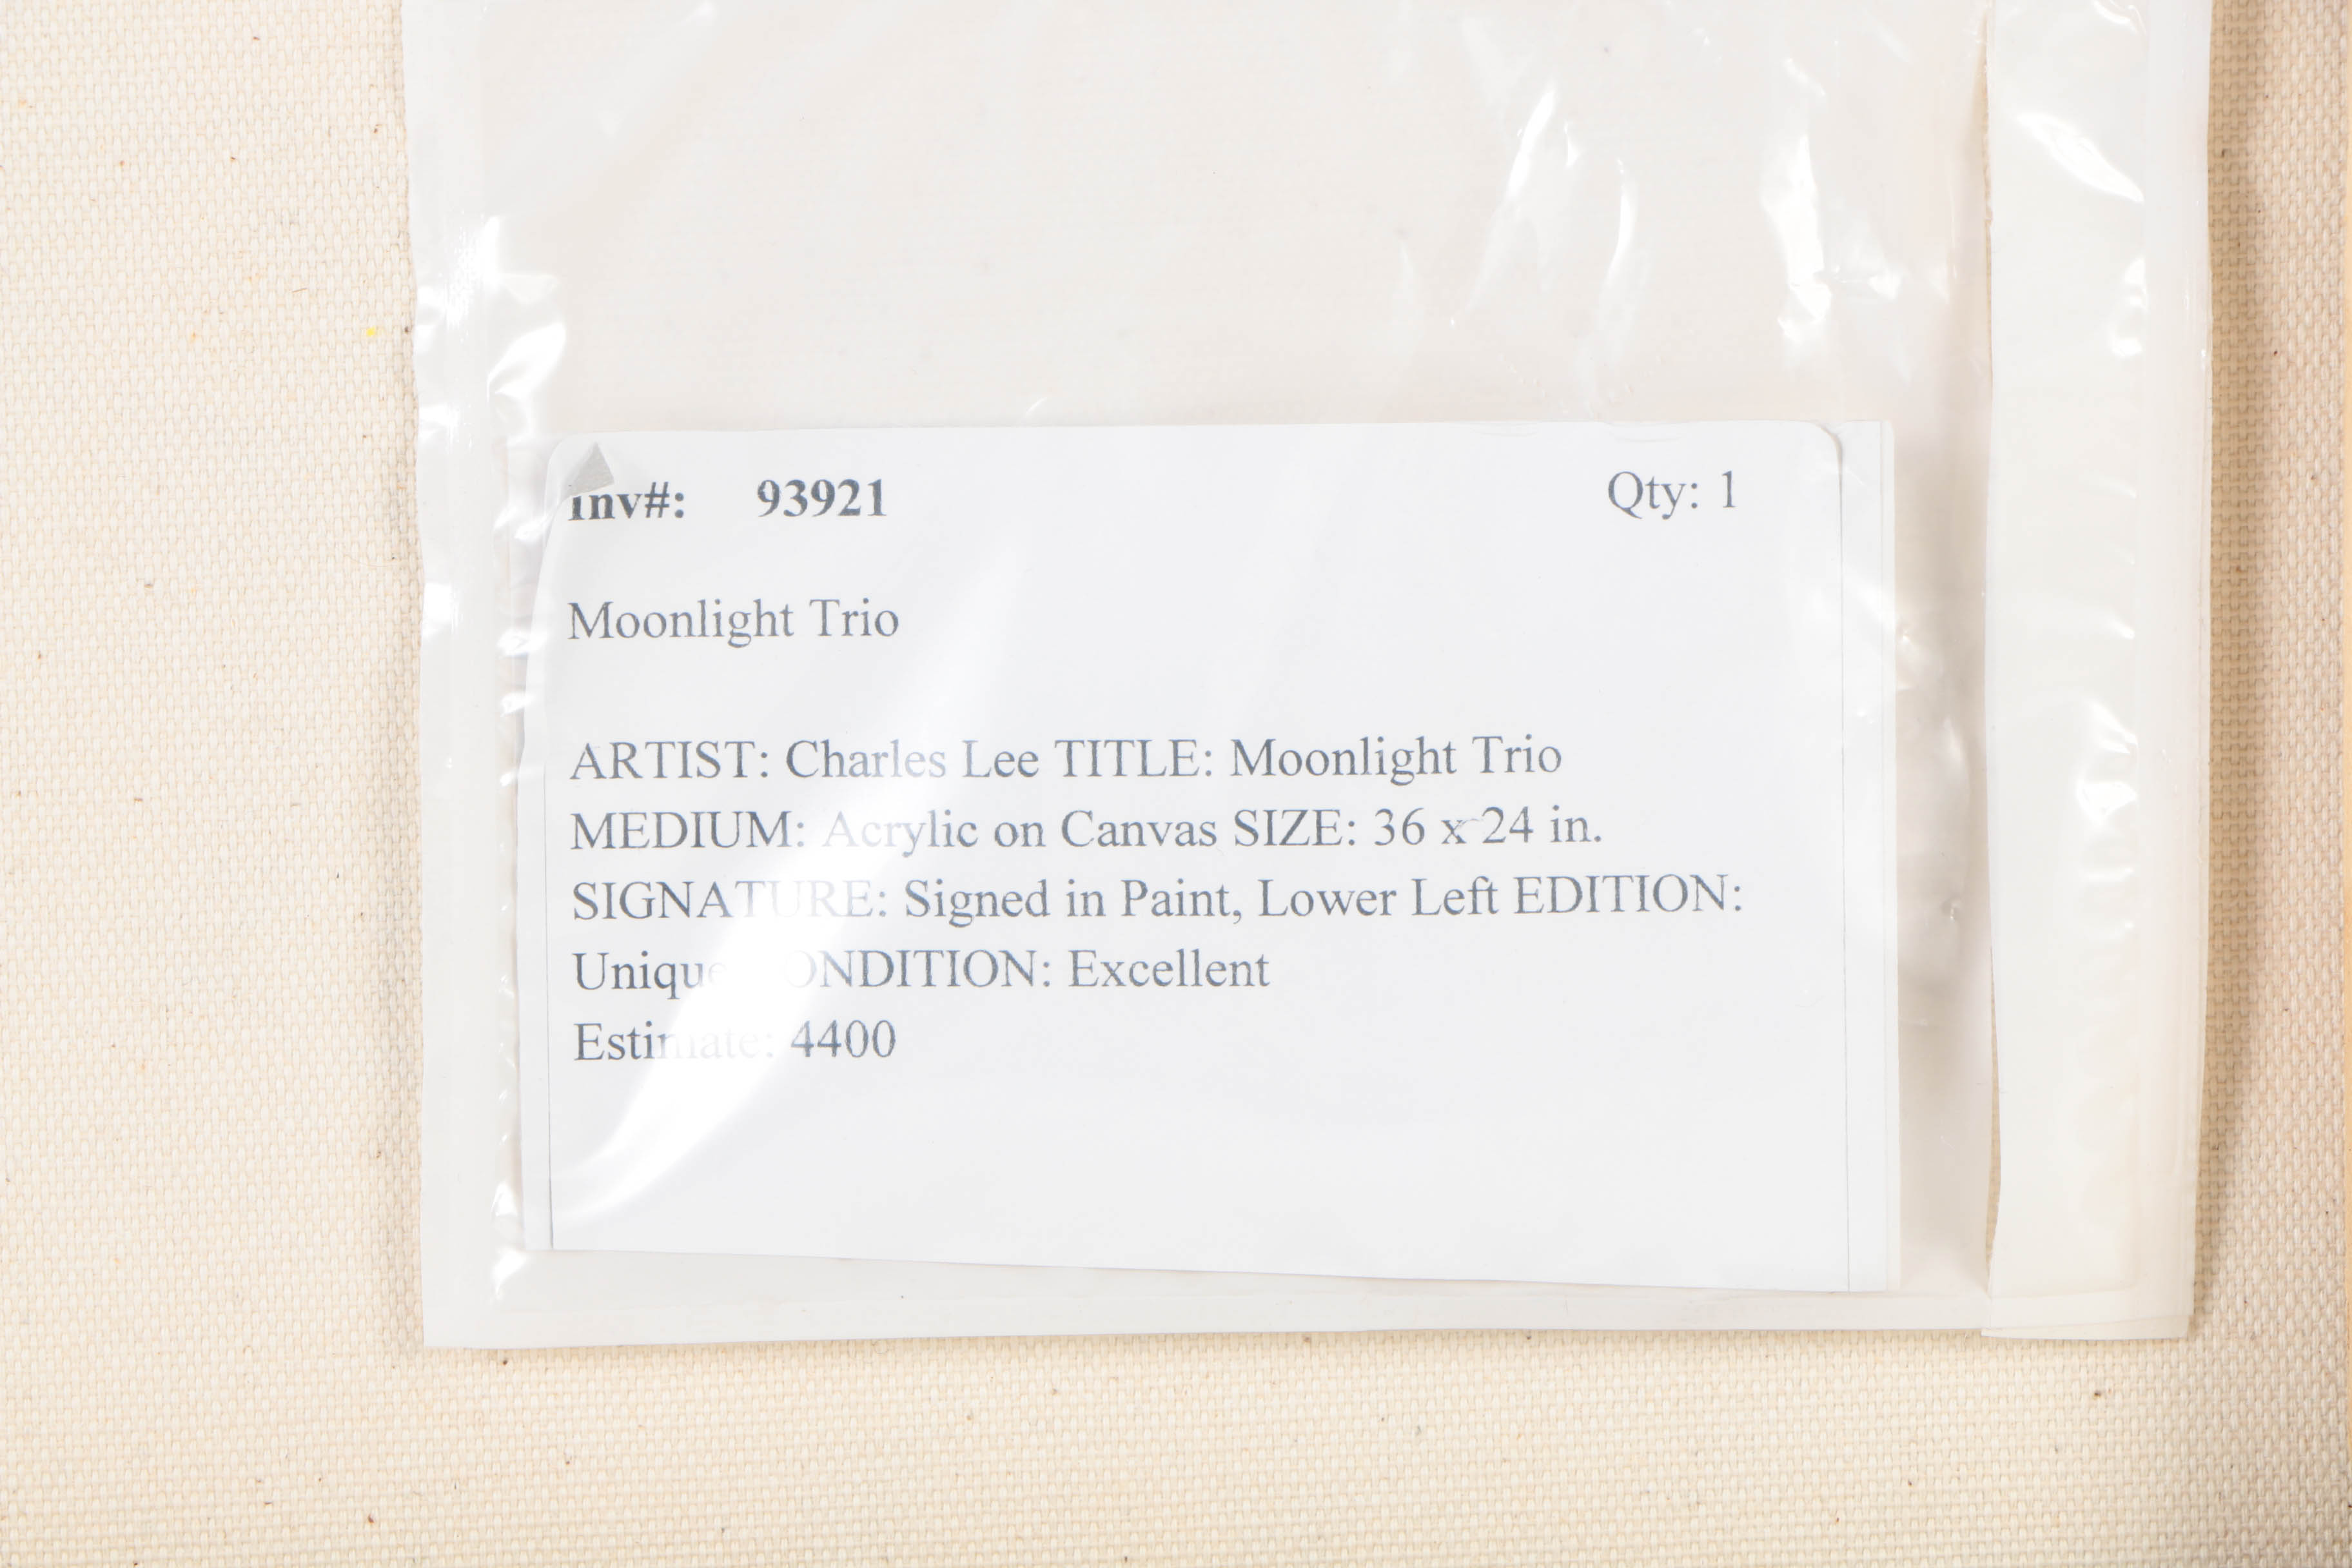 Inv#: 93921 Qty: 1
Moonlight Trio
ARTIST: Charles Lee TITLE: Moonlight Trio
MEDIUM: Acrylic on Canvas SIZE: 36 x 24 in.
SIGNATURE: Signed in Paint, Lower Left EDITION:
Unique CONDITION: Excellent
Estimate: 4400